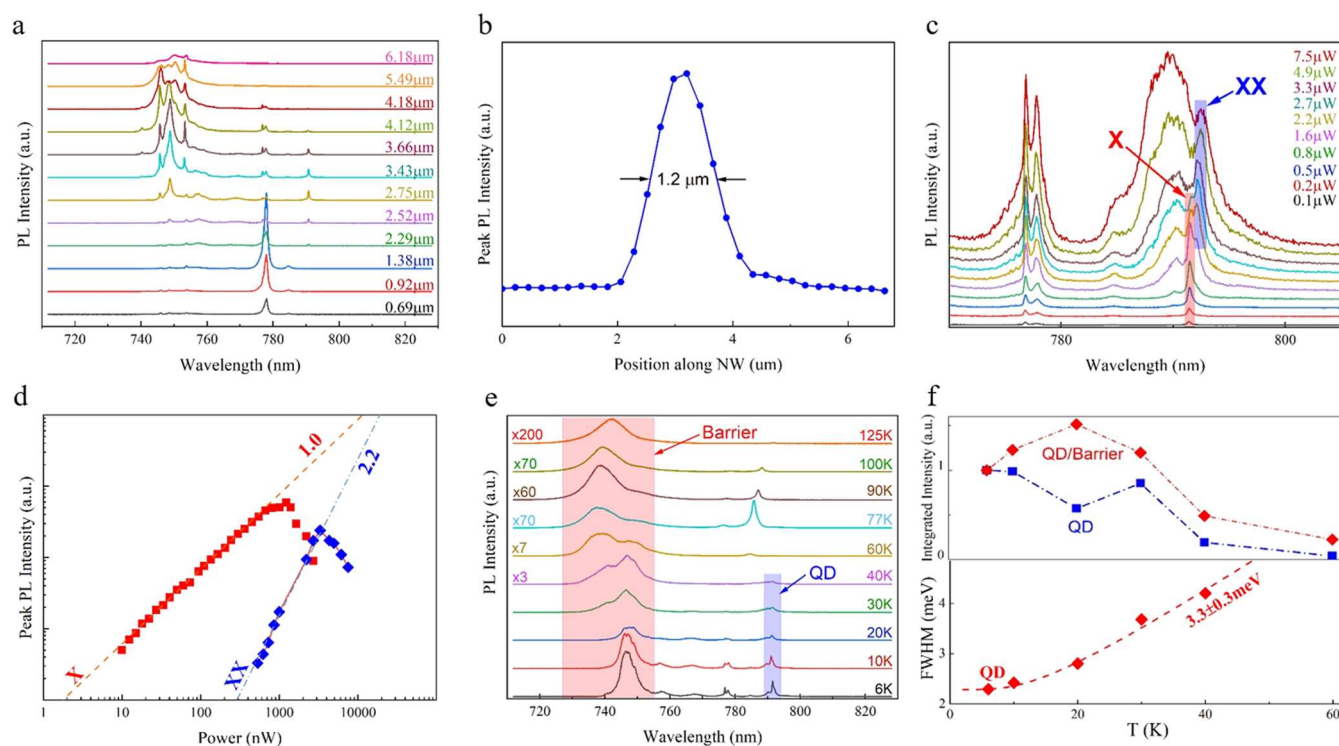 a
PL Intensity (a.u.)
6.18μm
5.49μm
4.18μm
4.12μm
3.66μm
3.43μm
2.75μm
2.52μm
2.29μm
1.38μm
0.92μm
0.69μm
720 740 760 780 800 820
Wavelength (nm)
b
Peak PL Intensity (a.u.)
1.2 μm
0 2 4 6
Position along NW (um)
c
PL Intensity (a.u.)
X
XX
7.5μW
4.9μW
3.3μW
2.7μW
2.2μW
1.6μW
0.8μW
0.5μW
0.2μW
0.1μW
780 790 800
Wavelength (nm)
d
Peak PL Intensity (a.u.)
1.0
2.2
X
XX
1 10 100 1000 10000
Power (nW)
e
PL Intensity (a.u.)
Barrier
QD
x200 125K
x70 100K
x60 90K
x70 77K
x7 60K
x3 40K
30K
20K
10K
6K
720 740 760 780 800 820
Wavelength (nm)
f
Integrated Intensity (a.u.)
1
0
QD/Barrier
QD
FWHM (meV)
4
2
QD
3.3±0.3meV
0 20 40 60
T (K)